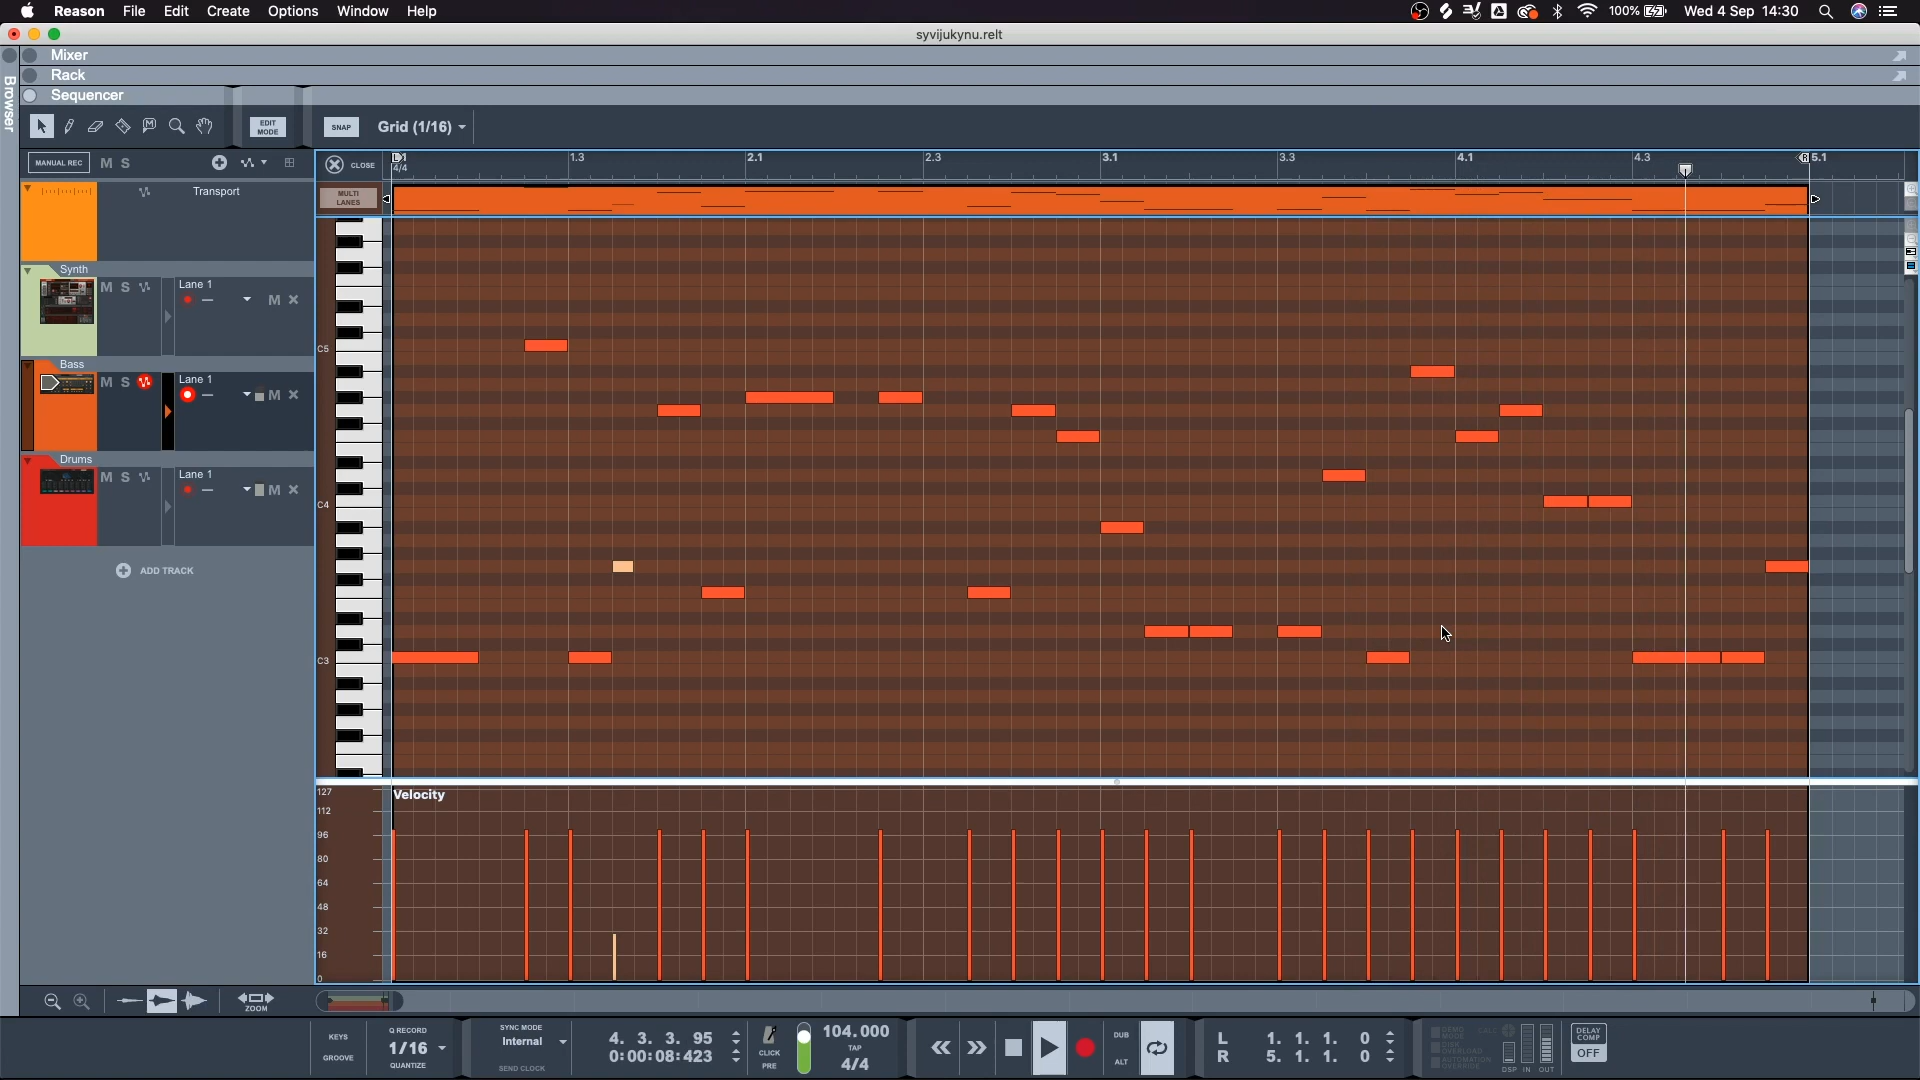 Reason File Edit Create Options Window Help 100% Wed 4 Sep 14:30
syvijukynu.relt
Browser
Mixer
Rack
Sequencer
EDIT MODE SNAP Grid (1/16)
MANUAL REC M S CLOSE L 1 1.3 2.1 2.3 3.1 3.3 4.1 4.3 R 5.1
4/4
Transport MULTI LANES
Synth
M S Lane 1
M
Bass
M S Lane 1
M
Drums
M S Lane 1
M
ADD TRACK
C5
C4
C3
Velocity
127
112
96
80
64
48
32
16
0
ZOOM
KEYS
GROOVE
Q RECORD
1/16
QUANTIZE
SYNC MODE
Internal
SEND CLOCK
4. 3. 3. 95
0:00:08:423
CLICK
PRE
104.000
TAP
4/4
DUB
ALT
L 1. 1. 1. 0
R 5. 1. 1. 0
CALC
DSP IN OUT
DELAY COMP
OFF